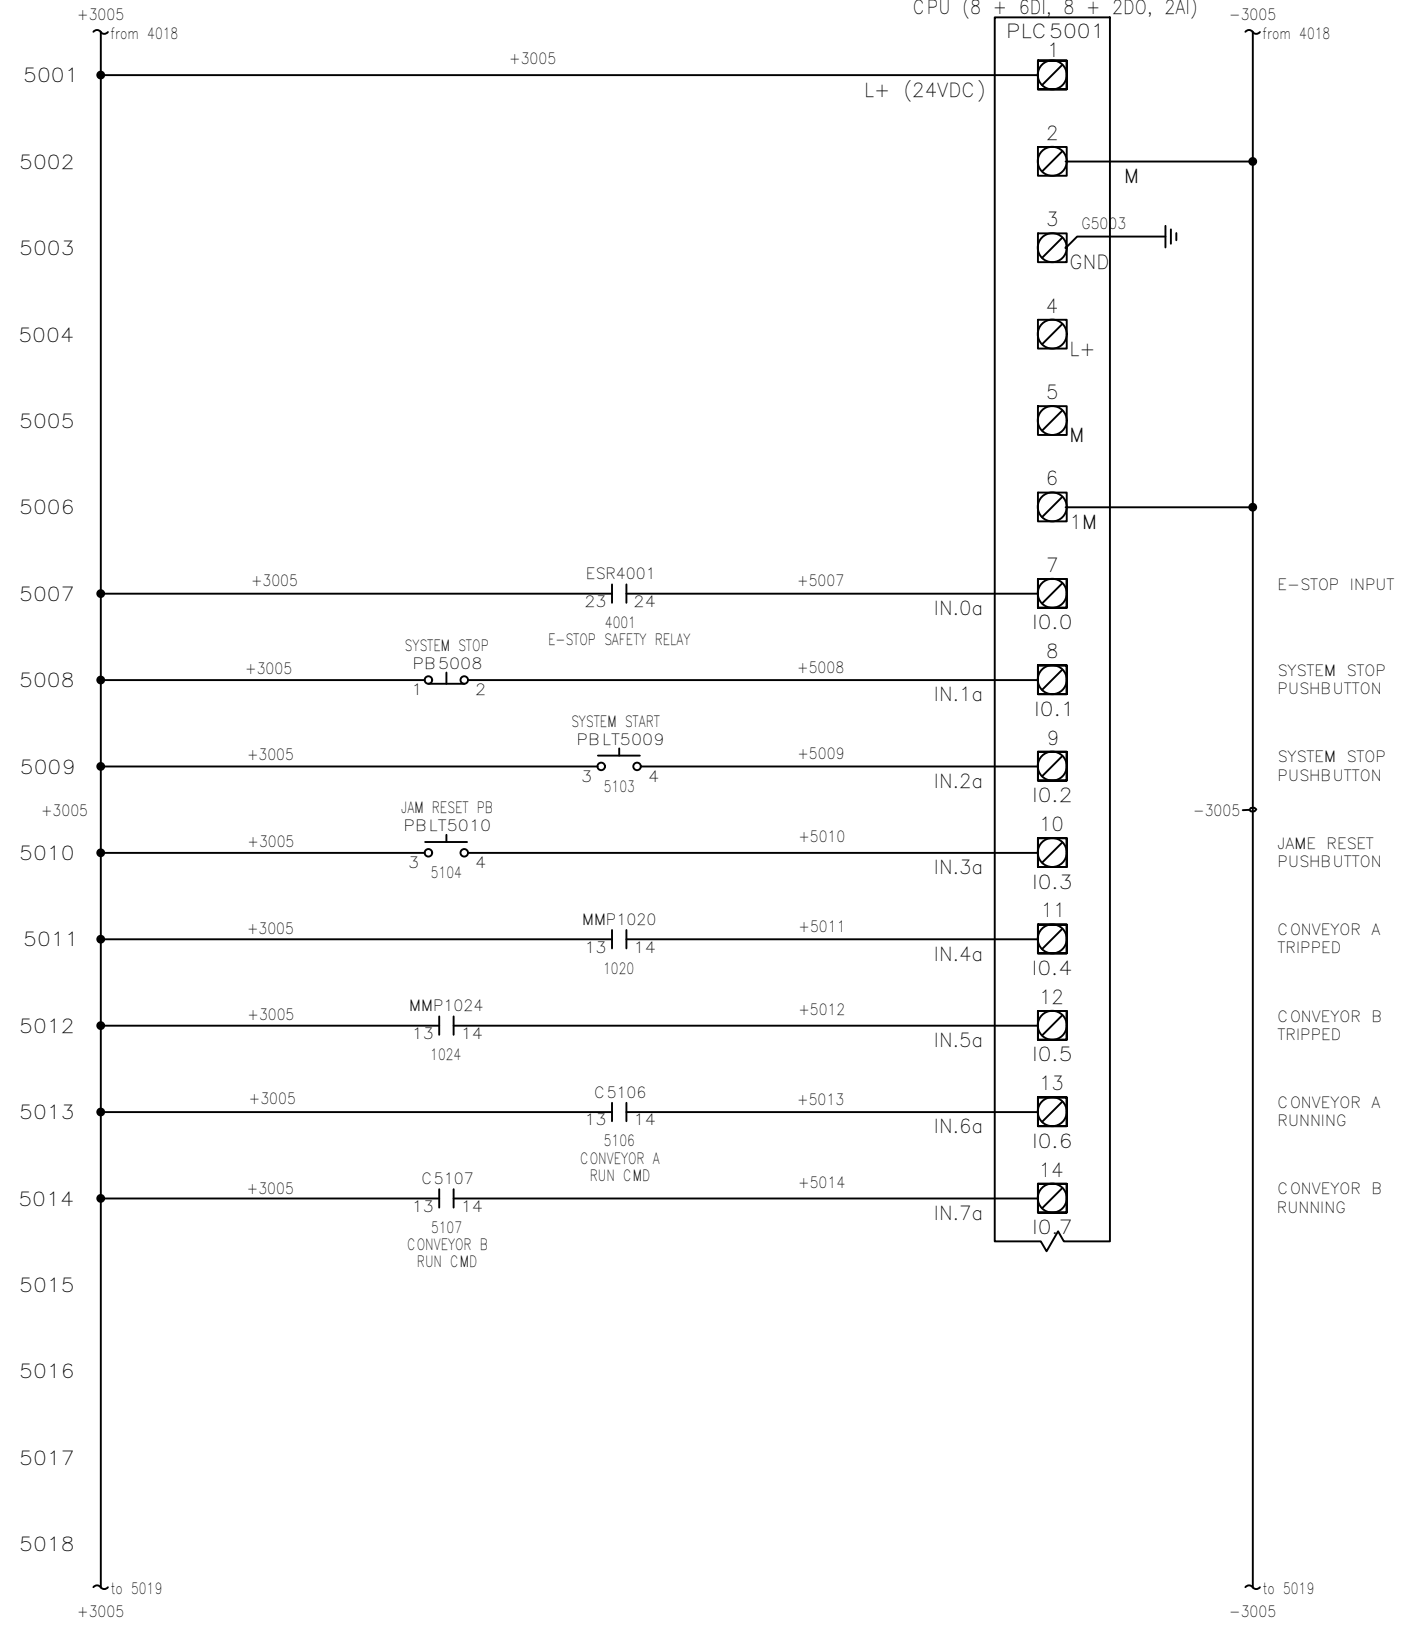 CPU (8 + 6DI, 8 + 2DO, 2AI)
+3005
from 4018
PLC5001
-3005
from 4018
5001
+3005
L+ (24VDC)
1
5002
2
M
5003
3
G5003
GND
5004
4
L+
5005
5
M
5006
6
1M
5007
+3005
ESR4001
23 24
4001
E-STOP SAFETY RELAY
+5007
IN.0a
7
I0.0
E-STOP INPUT
5008
+3005
SYSTEM STOP
PB5008
1 2
+5008
IN.1a
8
I0.1
SYSTEM STOP
PUSHBUTTON
5009
+3005
SYSTEM START
PBLT5009
3 4
5103
+5009
IN.2a
9
I0.2
SYSTEM STOP
PUSHBUTTON
+3005
-3005
5010
+3005
JAM RESET PB
PBLT5010
3 4
5104
+5010
IN.3a
10
I0.3
JAME RESET
PUSHBUTTON
5011
+3005
MMP1020
13 14
1020
+5011
IN.4a
11
I0.4
CONVEYOR A
TRIPPED
5012
+3005
MMP1024
13 14
1024
+5012
IN.5a
12
I0.5
CONVEYOR B
TRIPPED
5013
+3005
C5106
13 14
5106
CONVEYOR A
RUN CMD
+5013
IN.6a
13
I0.6
CONVEYOR A
RUNNING
5014
+3005
C5107
13 14
5107
CONVEYOR B
RUN CMD
+5014
IN.7a
14
I0.7
CONVEYOR B
RUNNING
5015
5016
5017
5018
to 5019
+3005
to 5019
-3005